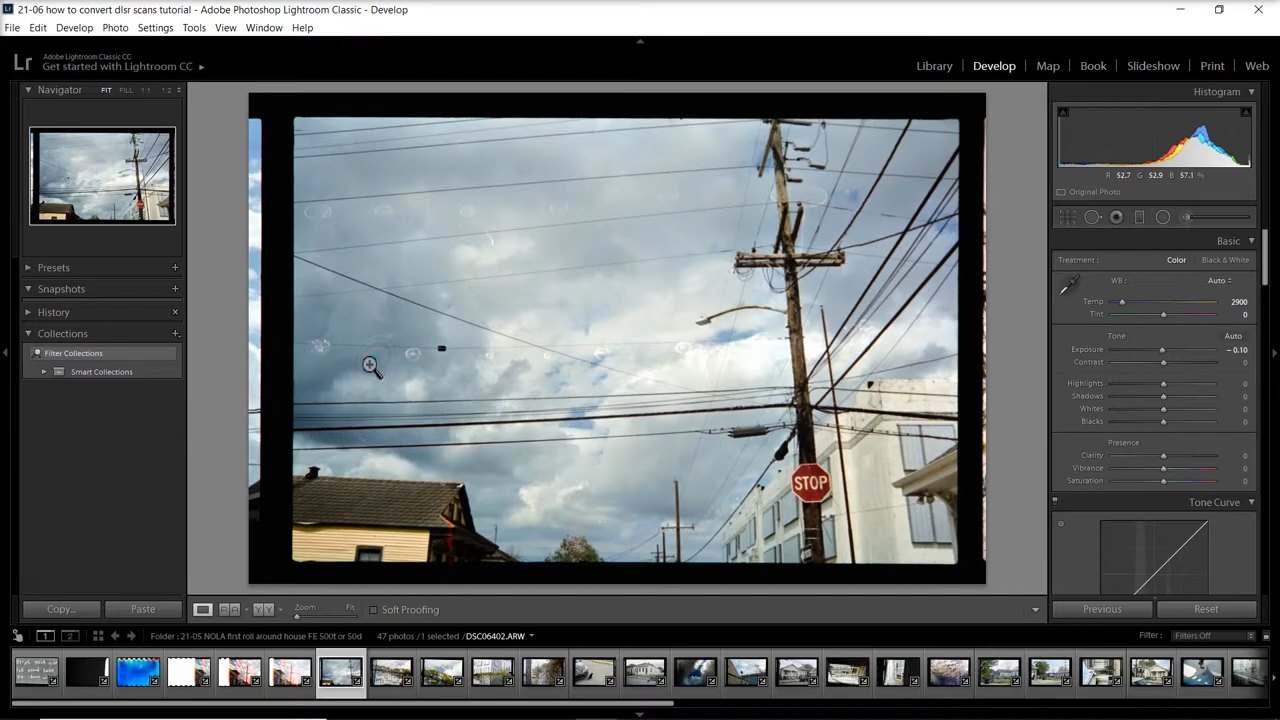 21-06 how to convert dlsr scans tutorial - Adobe Photoshop Lightroom Classic - Develop
File Edit Develop Photo Settings Tools View Window Help
Lr
Adobe Lightroom Classic CC
Get started with Lightroom CC
Library Develop Map Book Slideshow Print Web
Navigator FIT FILL 1:1 1:2
Histogram
R 52.7 G 52.9 B 57.1 %
Original Photo
Basic
Treatment: Color Black & White
WB: Auto
Temp 2900
Tint 0
Tone Auto
Exposure – 0.10
Contrast 0
Highlights 0
Shadows 0
Whites 0
Blacks 0
Presence
Clarity 0
Vibrance 0
Saturation 0
Tone Curve
Presets
Snapshots
History
Collections
Filter Collections
Smart Collections
STOP
Copy... Paste
Zoom Fit
Soft Proofing
Previous Reset
1 2
Folder : 21-05 NOLA first roll around house FE 500t or 50d
47 photos / 1 selected / DSC06402.ARW
Filter : Filters Off